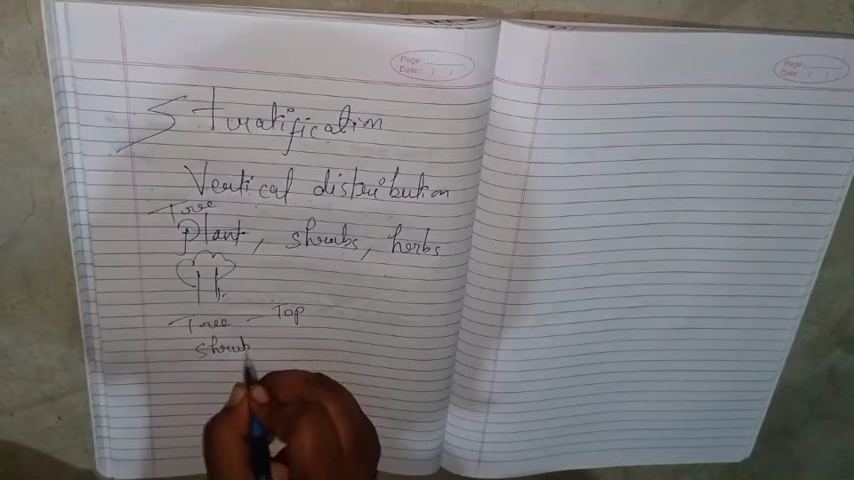 Page:
Date: / /
Page:
Date: / /
Stratification
Vertical distribution
Tree
Plant, shrubs, herbs
Tree - Top
Shrub